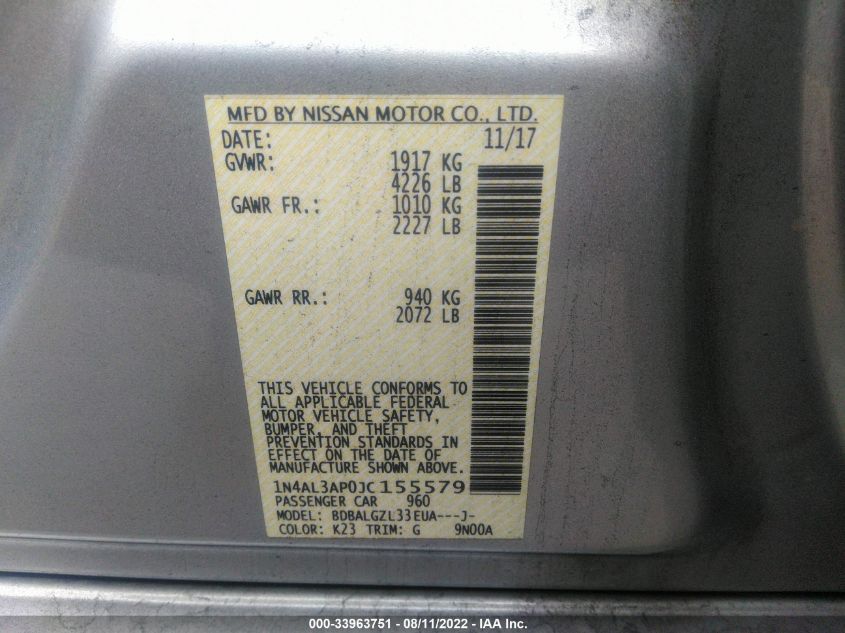 MFD BY NISSAN MOTOR CO., LTD.
DATE: 11/17
GVWR: 1917 KG
4226 LB
GAWR FR.: 1010 KG
2227 LB
GAWR RR.: 940 KG
2072 LB
THIS VEHICLE CONFORMS TO
ALL APPLICABLE FEDERAL
MOTOR VEHICLE SAFETY,
BUMPER, AND THEFT
PREVENTION STANDARDS IN
EFFECT ON THE DATE OF
MANUFACTURE SHOWN ABOVE.
1N4AL3AP0JC155579
PASSENGER CAR 960
MODEL: BDBALGZL33EUA---J-
COLOR: K23 TRIM: G 9N00A
000-33963751 - 08/11/2022 - IAA Inc.